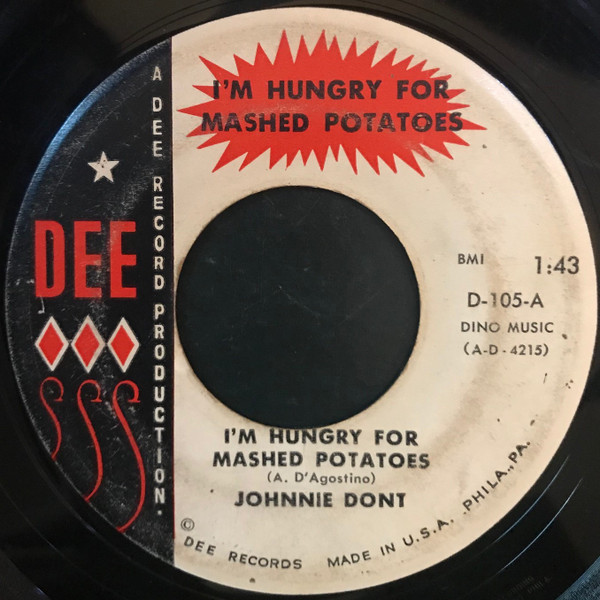 I'M HUNGRY FOR
MASHED POTATOES
A DEE RECORD PRODUCTION.
DEE
BMI 1:43
D-105-A
DINO MUSIC
(A-D-4215)
I'M HUNGRY FOR
MASHED POTATOES
(A. D'Agostino)
JOHNNIE DONT
© DEE RECORDS MADE IN U.S.A. PHILA., PA.